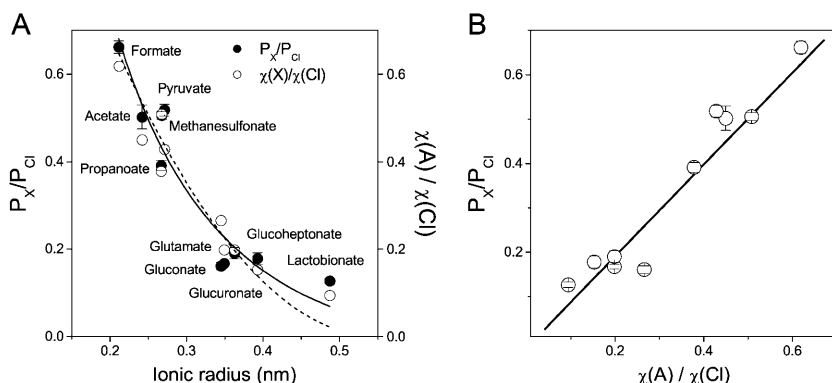 A
B
Formate
P_X/P_Cl
χ(X)/χ(Cl)
Pyruvate
Acetate
Methanesulfonate
Propanoate
Glutamate
Glucoheptonate
Gluconate
Lactobionate
Glucuronate
0.6
0.4
0.2
0.0
0.6
0.4
0.2
0.0
0.2
0.3
0.4
0.5
P_X/P_Cl
χ(A) / χ(Cl)
Ionic radius (nm)
0.6
0.4
0.2
0.2
0.4
0.6
P_X/P_Cl
χ(A) / χ(Cl)